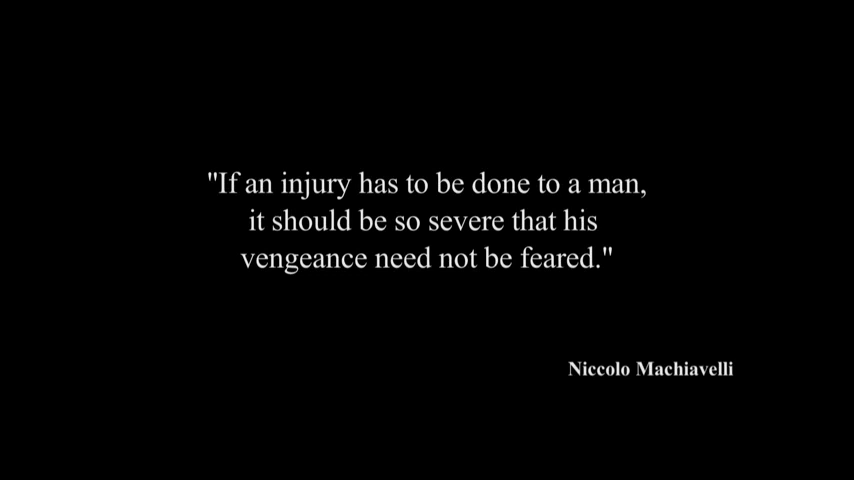 "If an injury has to be done to a man,
it should be so severe that his
vengeance need not be feared."
Niccolo Machiavelli